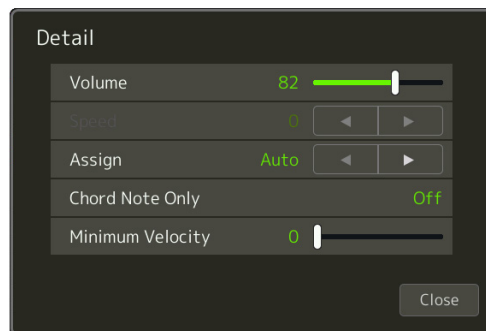 Detail
Volume 82
Speed 0
Assign Auto
Chord Note Only Off
Minimum Velocity 0
Close